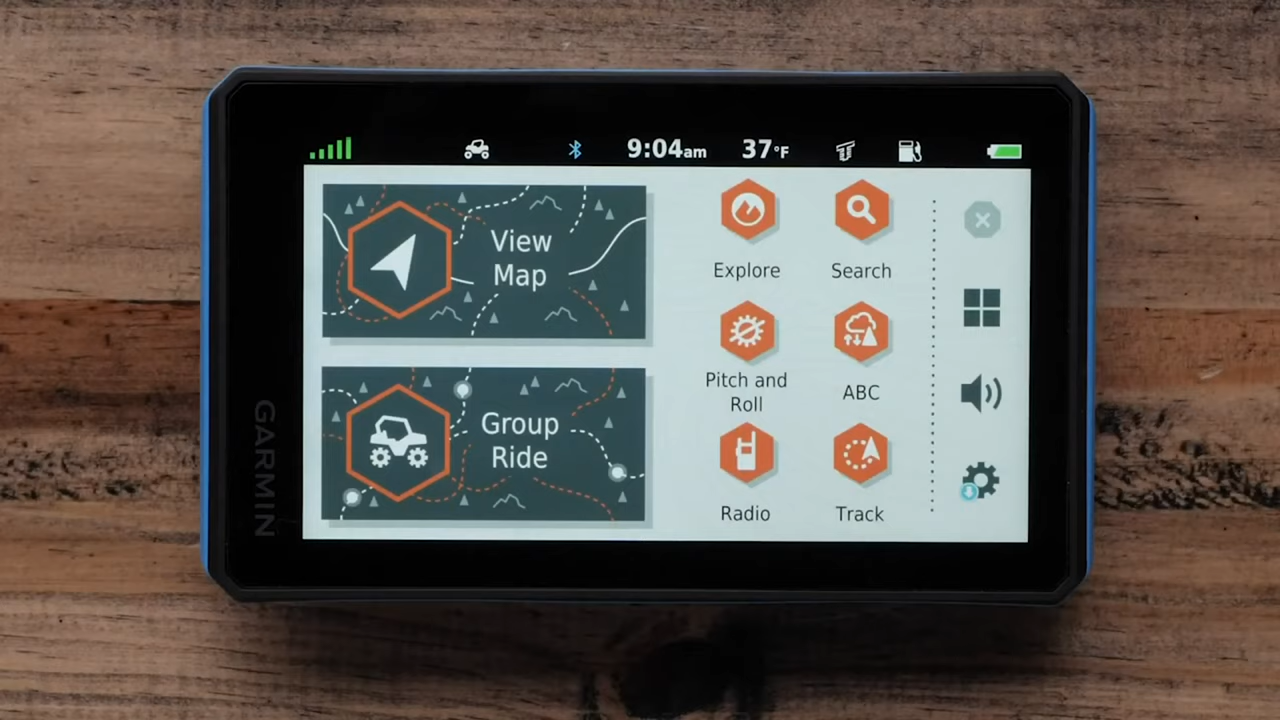 9:04am
37°F
View
Map
Group
Ride
Explore
Search
Pitch and
Roll
ABC
Radio
Track
GARMIN